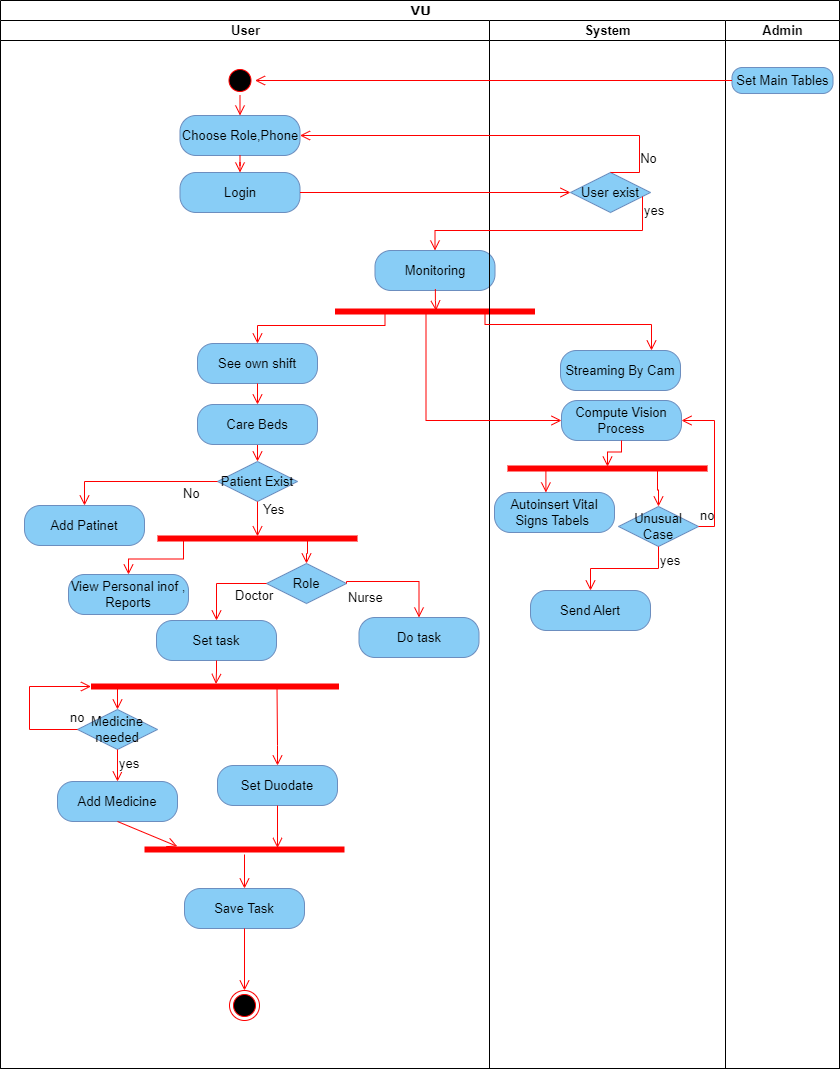 VU
User
System
Admin
Set Main Tables
Choose Role,Phone
No
Login
User exist
yes
Monitoring
See own shift
Streaming By Cam
Care Beds
Compute Vision
Process
Patient Exist
No
Yes
Add Patinet
Autoinsert Vital
Signs Tabels
Unusual
Case
no
yes
View Personal inof ,
Reports
Role
Doctor
Nurse
Send Alert
Set task
Do task
no
Medicine
needed
yes
Add Medicine
Set Duodate
Save Task